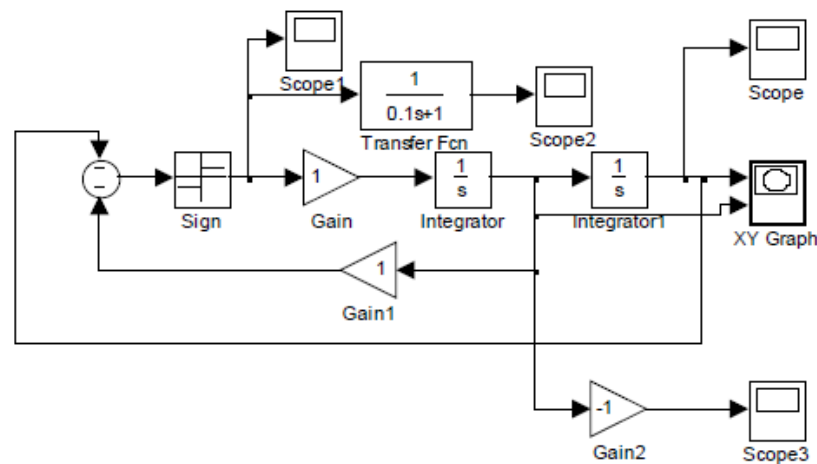 Scope1
Scope
1
0.1s+1
Transfer Fcn
Scope2
-
-
Sign
1
Gain
1
s
Integrator
1
s
Integrator1
XY Graph
1
Gain1
-1
Gain2
Scope3